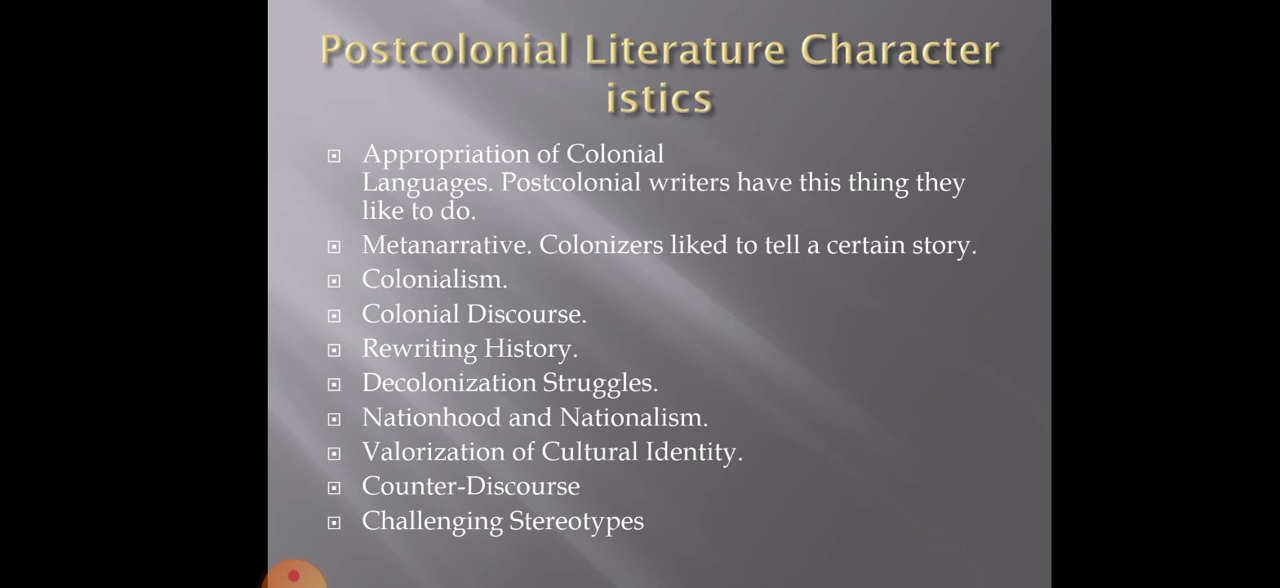 Postcolonial Literature Character
istics
Appropriation of Colonial
Languages. Postcolonial writers have this thing they
like to do.
Metanarrative. Colonizers liked to tell a certain story.
Colonialism.
Colonial Discourse.
Rewriting History.
Decolonization Struggles.
Nationhood and Nationalism.
Valorization of Cultural Identity.
Counter-Discourse
Challenging Stereotypes